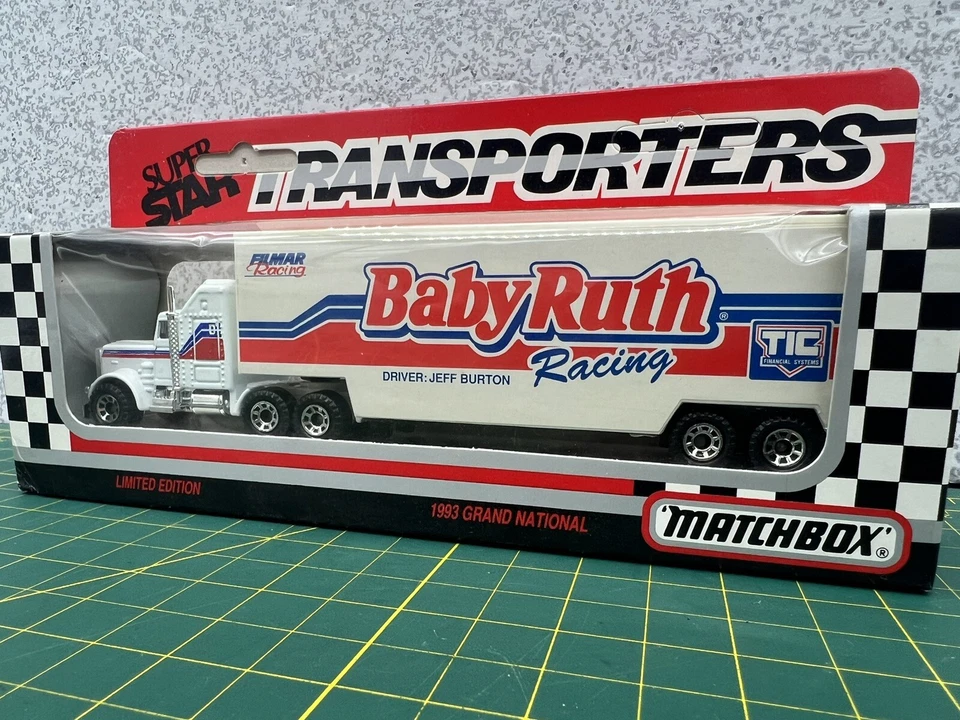 SUPER
STAR TRANSPORTERS
FILMAR
Racing
BabyRuth®
Racing
DRIVER: JEFF BURTON
TIC
FINANCIAL SYSTEMS
LIMITED EDITION
1993 GRAND NATIONAL
'MATCHBOX'®